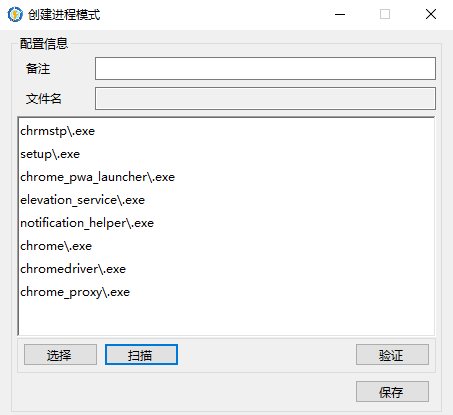 创建进程模式
配置信息
备注
文件名
chrmstp\.exe
setup\.exe
chrome_pwa_launcher\.exe
elevation_service\.exe
notification_helper\.exe
chrome\.exe
chromedriver\.exe
chrome_proxy\.exe
选择 扫描 验证
保存